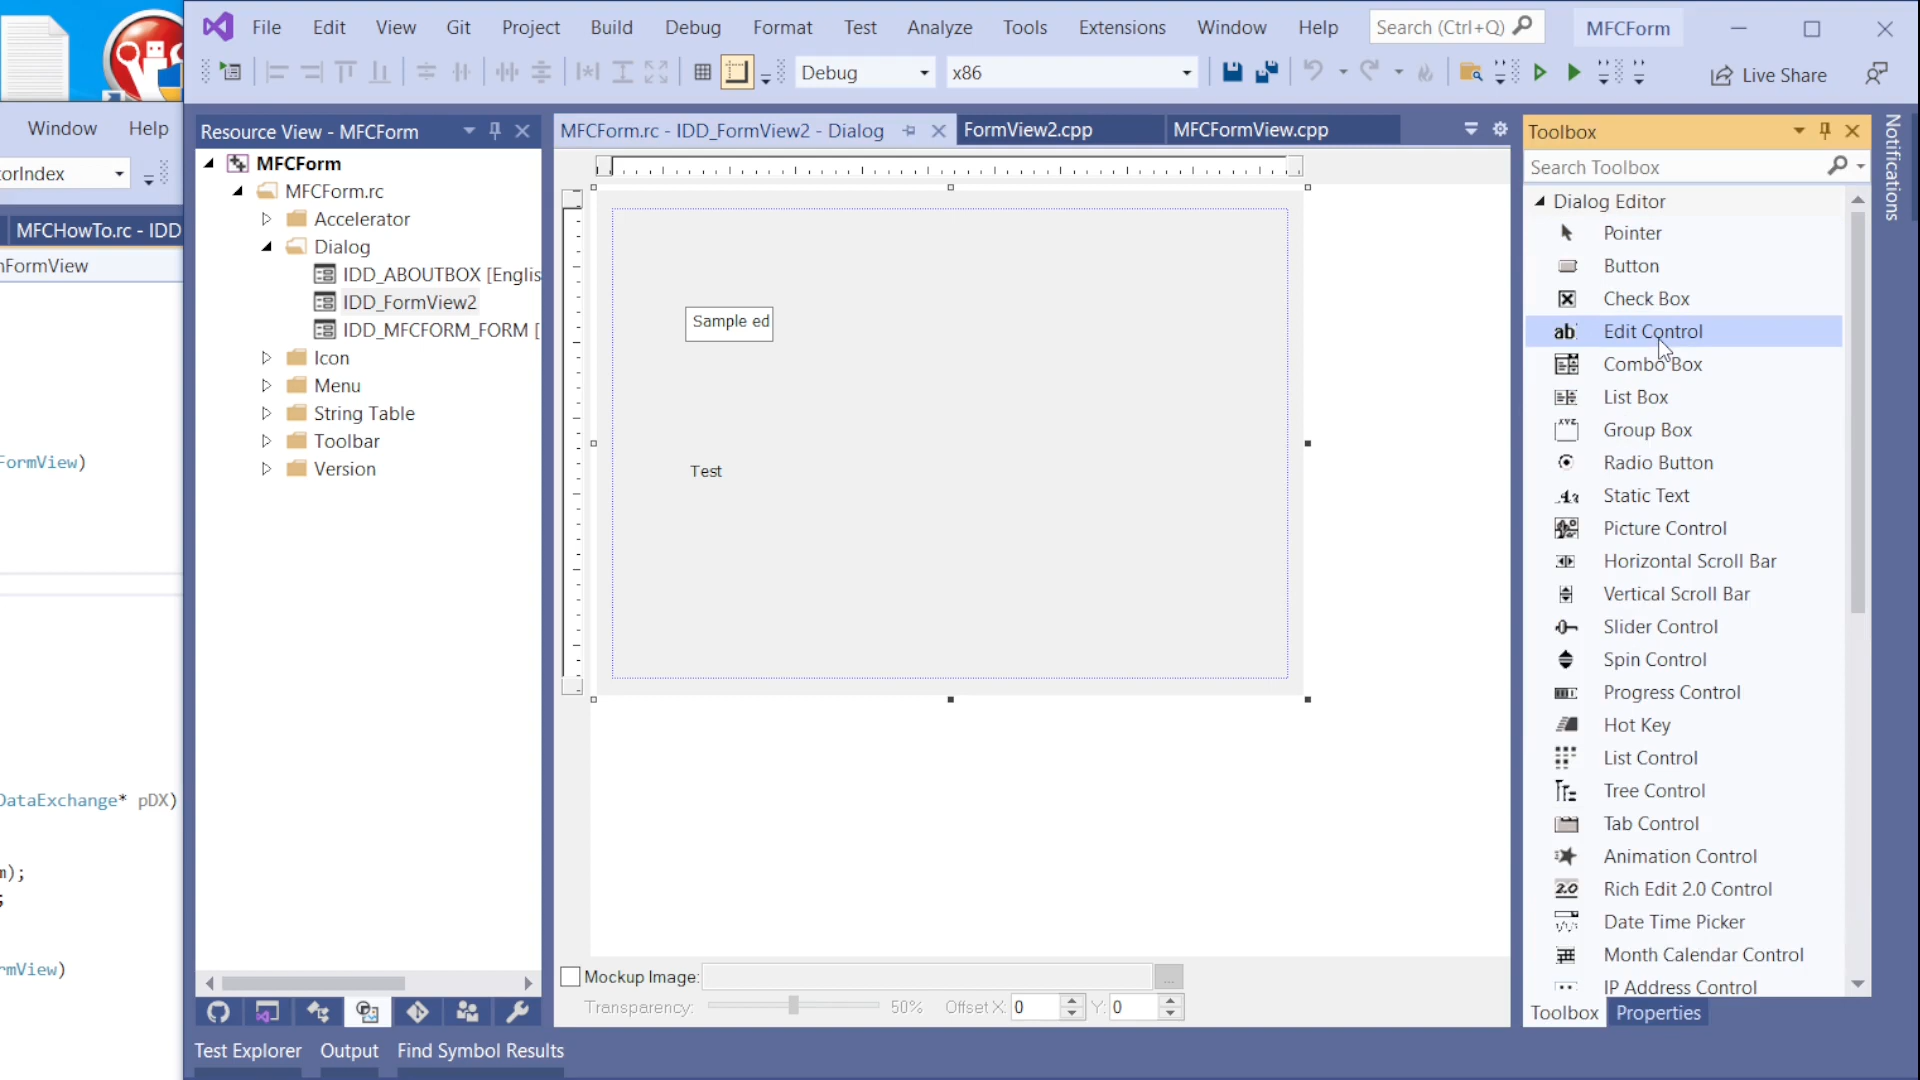 File Edit View Git Project Build Debug Format Test Analyze Tools Extensions Window Help Search (Ctrl+Q) MFCForm
Debug x86 Live Share
Window Help
orIndex
MFCHowTo.rc - IDD
FormView
FormView)
DataExchange* pDX)
);
;
mView)
Resource View - MFCForm
MFCForm
MFCForm.rc
Accelerator
Dialog
IDD_ABOUTBOX [Englis
IDD_FormView2
IDD_MFCFORM_FORM [
Icon
Menu
String Table
Toolbar
Version
MFCForm.rc - IDD_FormView2 - Dialog FormView2.cpp MFCFormView.cpp
Sample ed
Test
Mockup Image: ...
Transparency: 50% Offset X: 0 Y: 0
Toolbox
Search Toolbox
Dialog Editor
Pointer
Button
Check Box
ab Edit Control
Combo Box
List Box
XYZ Group Box
Radio Button
Aa Static Text
Picture Control
Horizontal Scroll Bar
Vertical Scroll Bar
Slider Control
Spin Control
Progress Control
Hot Key
List Control
Tree Control
Tab Control
Animation Control
2.0 Rich Edit 2.0 Control
Date Time Picker
Month Calendar Control
IP Address Control
Toolbox Properties
Notifications
Test Explorer Output Find Symbol Results